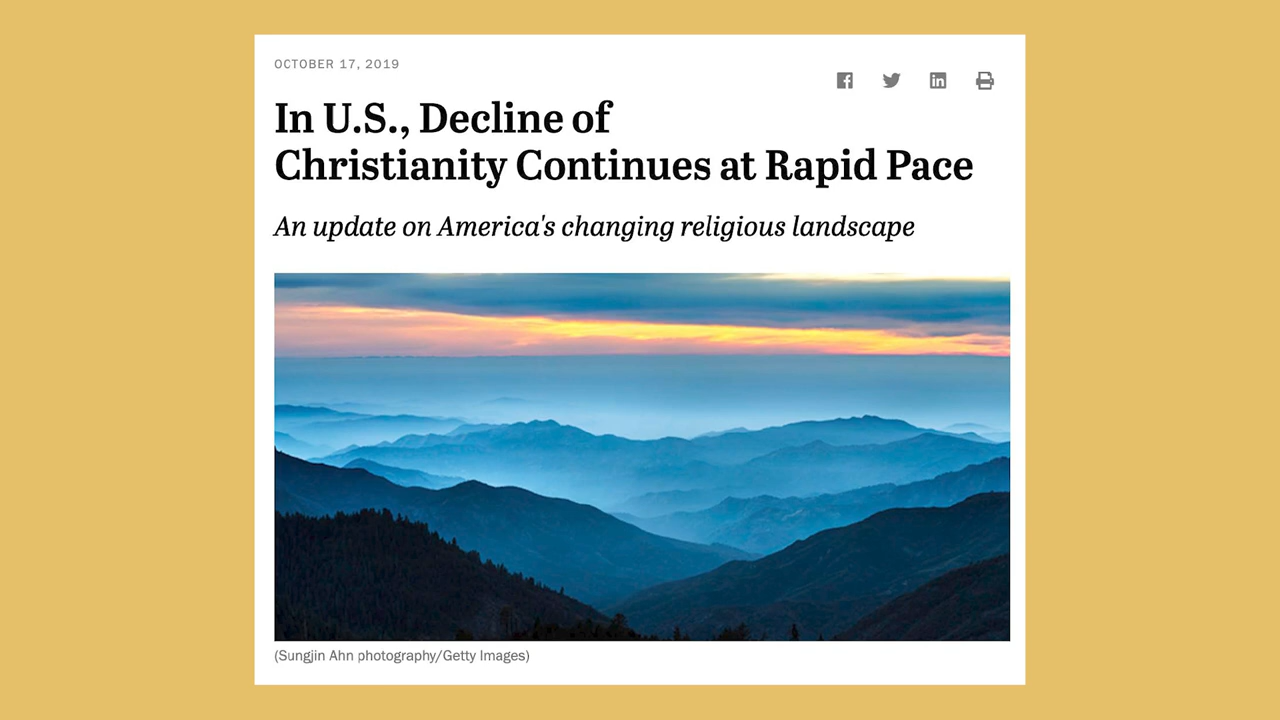 OCTOBER 17, 2019
In U.S., Decline of
Christianity Continues at Rapid Pace
An update on America's changing religious landscape
(Sungjin Ahn photography/Getty Images)